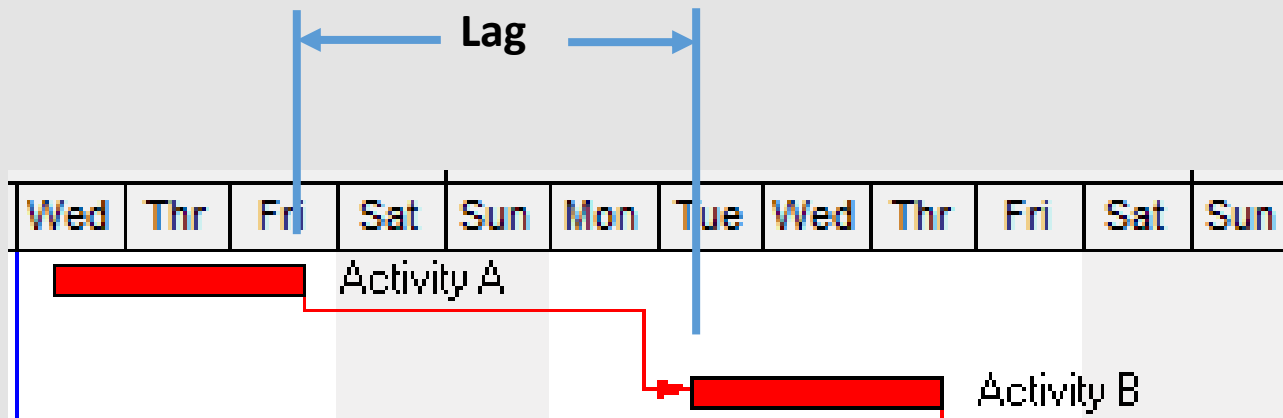 Lag
Wed Thr Fri Sat Sun Mon Tue Wed Thr Fri Sat Sun
Activity A
Activity B